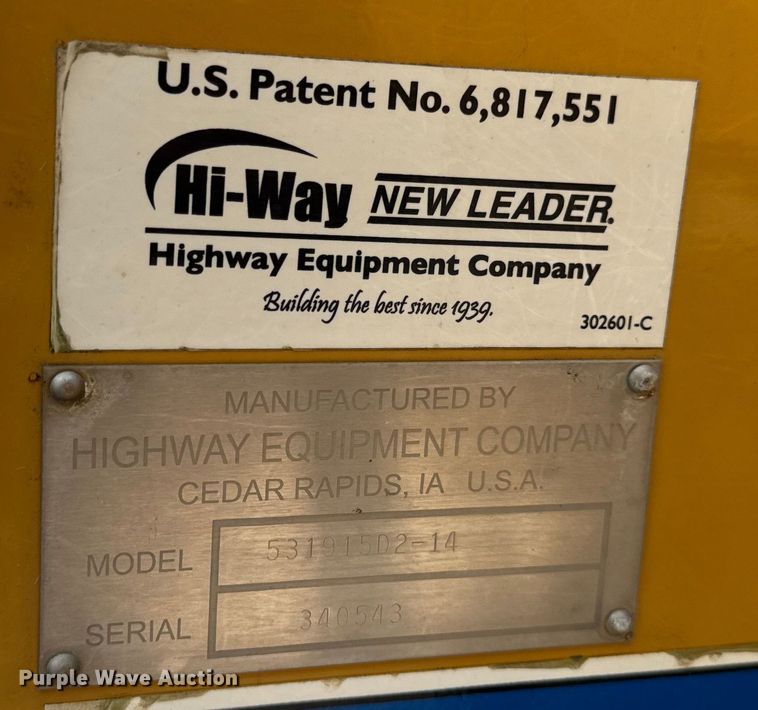 U.S. Patent No. 6,817,551
Hi-Way NEW LEADER.
Highway Equipment Company
Building the best since 1939.
302601-C
MANUFACTURED BY
HIGHWAY EQUIPMENT COMPANY
CEDAR RAPIDS, IA U.S.A.
MODEL 531915D2-14
SERIAL 340543
Purple Wave Auction